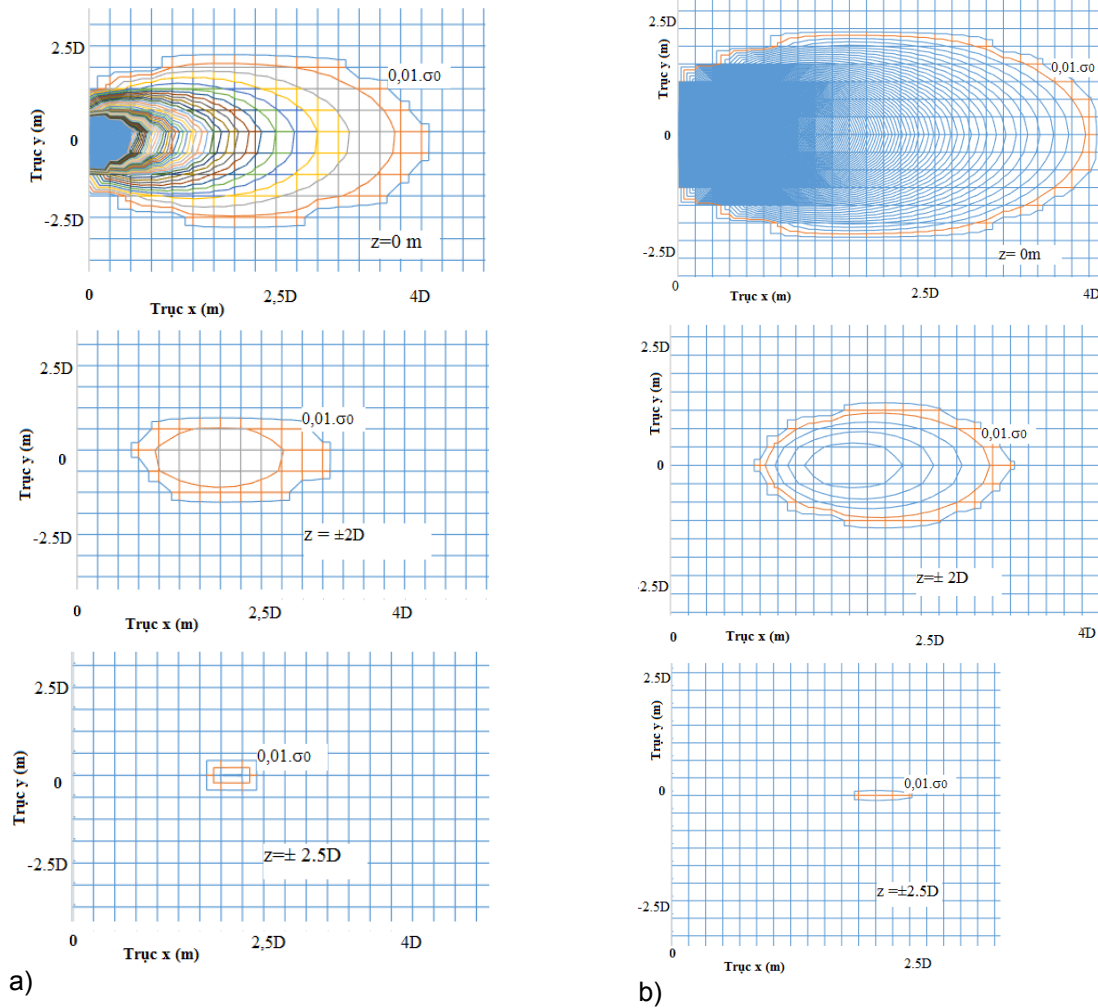 2.5D
0,01.σ0
Trục y (m)
0
-2.5D
z=0 m
0
2,5D
4D
Trục x (m)
2.5D
0,01.σ0
Trục y (m)
0
-2.5D
z = ±2D
0
2,5D
4D
Trục x (m)
2.5D
0,01.σ0
Trục y (m)
0
-2.5D
z=± 2.5D
0
2,5D
4D
Trục x (m)
a)
2.5D
0,01.σ0
Trục y (m)
0
-2.5D
z= 0m
0
Trục x (m)
2.5D
4D
2.5D
Trục y (m)
0,01.σ0
0
-2.5D
z=± 2D
0
Trục x (m)
2.5D
4D
2.5D
Trục y (m)
0
0,01.σ0
-2.5D
z =±2.5D
0
Trục x (m)
2.5D
b)